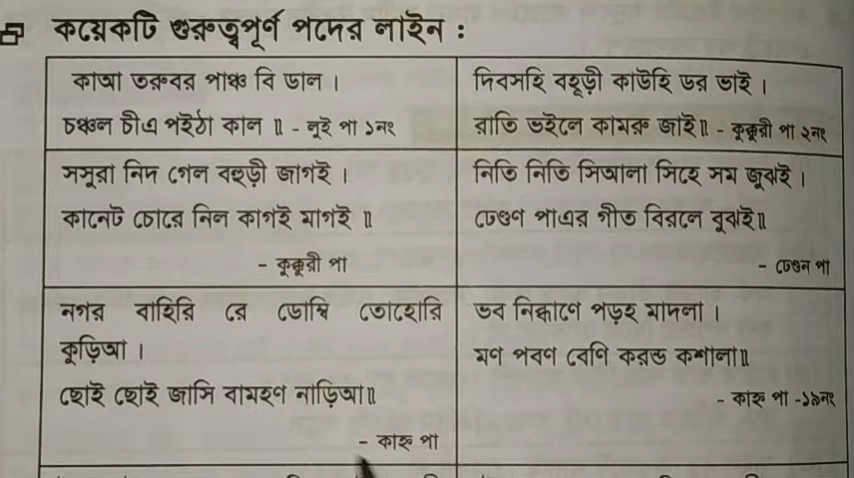 কয়েকটি গুরুত্বপূর্ণ পদের লাইন :
কাআ তরুবর পাঞ্চ বি ডাল ।
চঞ্চল চীএ পইঠা কাল ॥ - লূই পা ১নং
দিবসহি বহূড়ী কাউহি ডর ভাই ।
রাতি ভইলে কামরু জাই॥ - কুক্কুরী পা ২নং
সসুরা নিদ গেল বহুড়ী জাগই ।
কানেট চোরে নিল কাগই মাগই ॥
- কুকুরী পা
নিতি নিতি সিআলা সিহে সম জুঝই ।
ঢেণ্ডণ পাএর গীত বিরলে বুঝই॥
- ঢেণ্ডন পা
নগর বাহিরি রে ডোম্বি তোহোরি
কুড়িআ ।
ছোই ছোই জাসি বামহণ নাড়িআ॥
- কাহ্ন পা
ভব নিব্বাণে পড়হ মাদলা ।
মণ পবণ বেণি করন্ড কশালা॥
- কাহ্ন পা -১৯নং